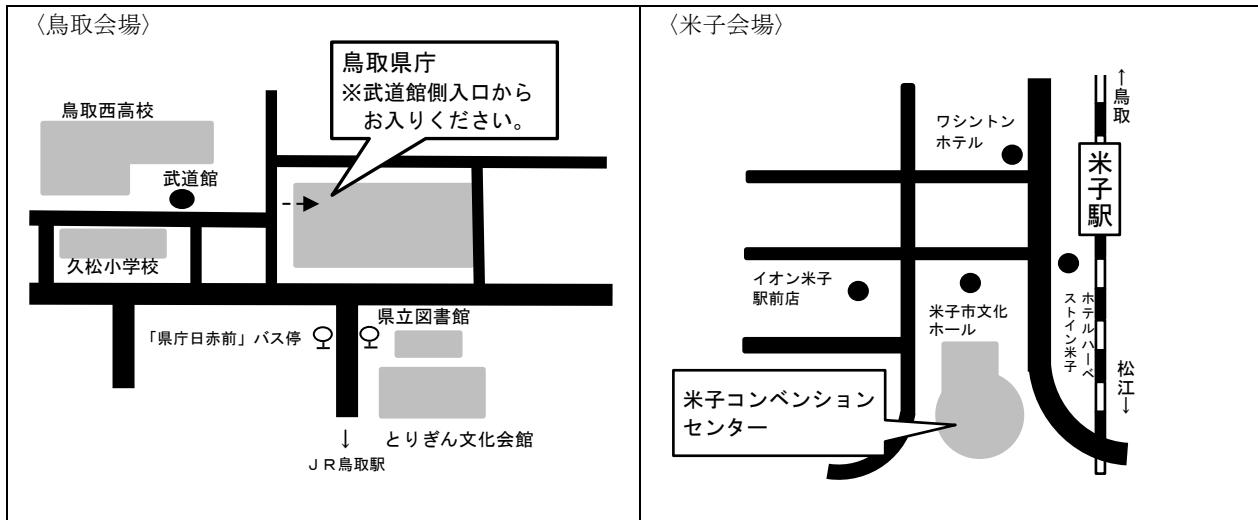 〈鳥取会場〉
鳥取県庁
※武道館側入口から
お入りください。
鳥取西高校
武道館
久松小学校
「県庁日赤前」バス停
県立図書館
とりぎん文化会館
↓
ＪＲ鳥取駅
〈米子会場〉
←鳥取
ワシントン
ホテル
米子駅
イオン米子
駅前店
米子市文化
ホール
ホテルハーベ
ストイン米子
松江→
米子コンベンション
センター